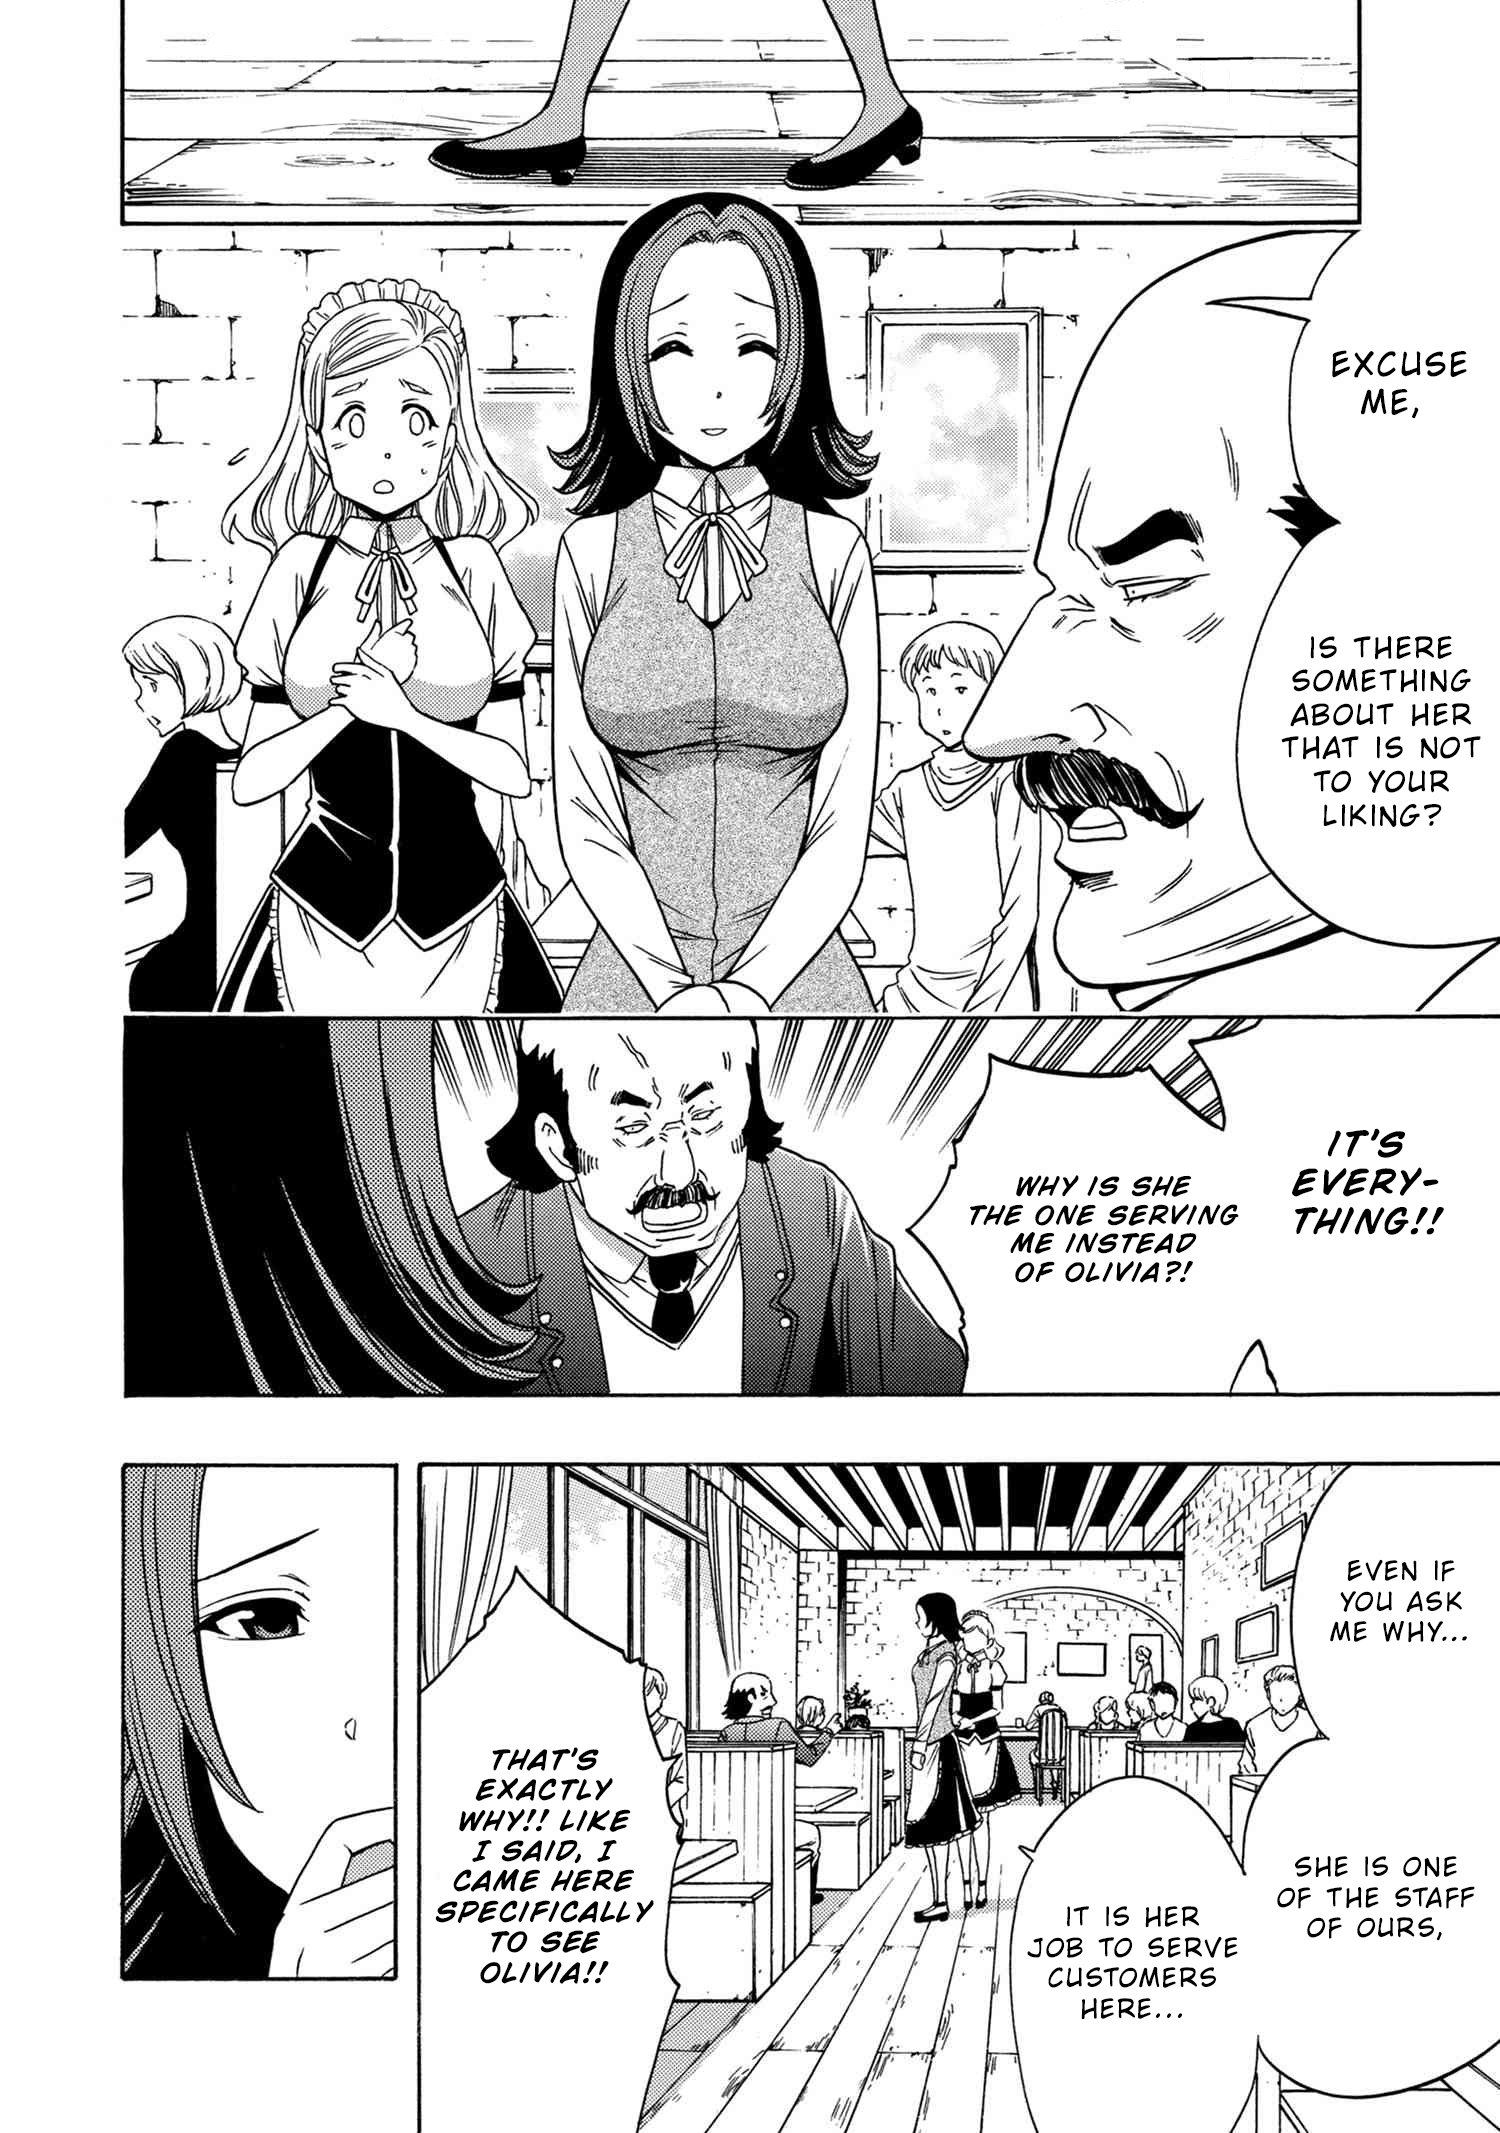 EXCUSE
ME,
IS THERE
SOMETHING
ABOUT HER
THAT IS NOT
TO YOUR
LIKING?
IT'S
EVERY-
THING!!
WHY IS SHE
THE ONE SERVING
ME INSTEAD
OF OLIVIA?!
EVEN IF
YOU ASK
ME WHY...
SHE IS ONE
OF THE STAFF
OF OURS,
IT IS HER
JOB TO SERVE
CUSTOMERS
HERE...
THAT'S
EXACTLY
WHY!! LIKE
I SAID, I
CAME HERE
SPECIFICALLY
TO SEE
OLIVIA!!